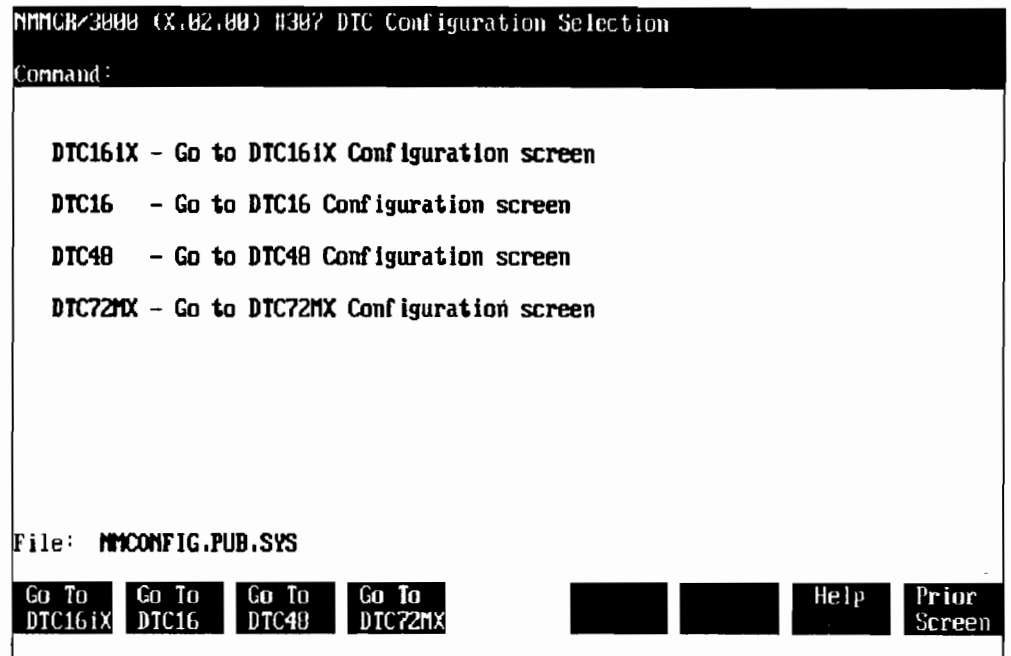 NMMGR/3000 (X.02.00) #307 DTC Configuration Selection
Command:
DTC16iX - Go to DTC16iX Configuration screen
DTC16 - Go to DTC16 Configuration screen
DTC48 - Go to DTC48 Configuration screen
DTC72MX - Go to DTC72MX Configuration screen
File: NMCONFIG.PUB.SYS
Go To Go To Go To Go To Help Prior
DTC16iX DTC16 DTC48 DTC72MX Screen